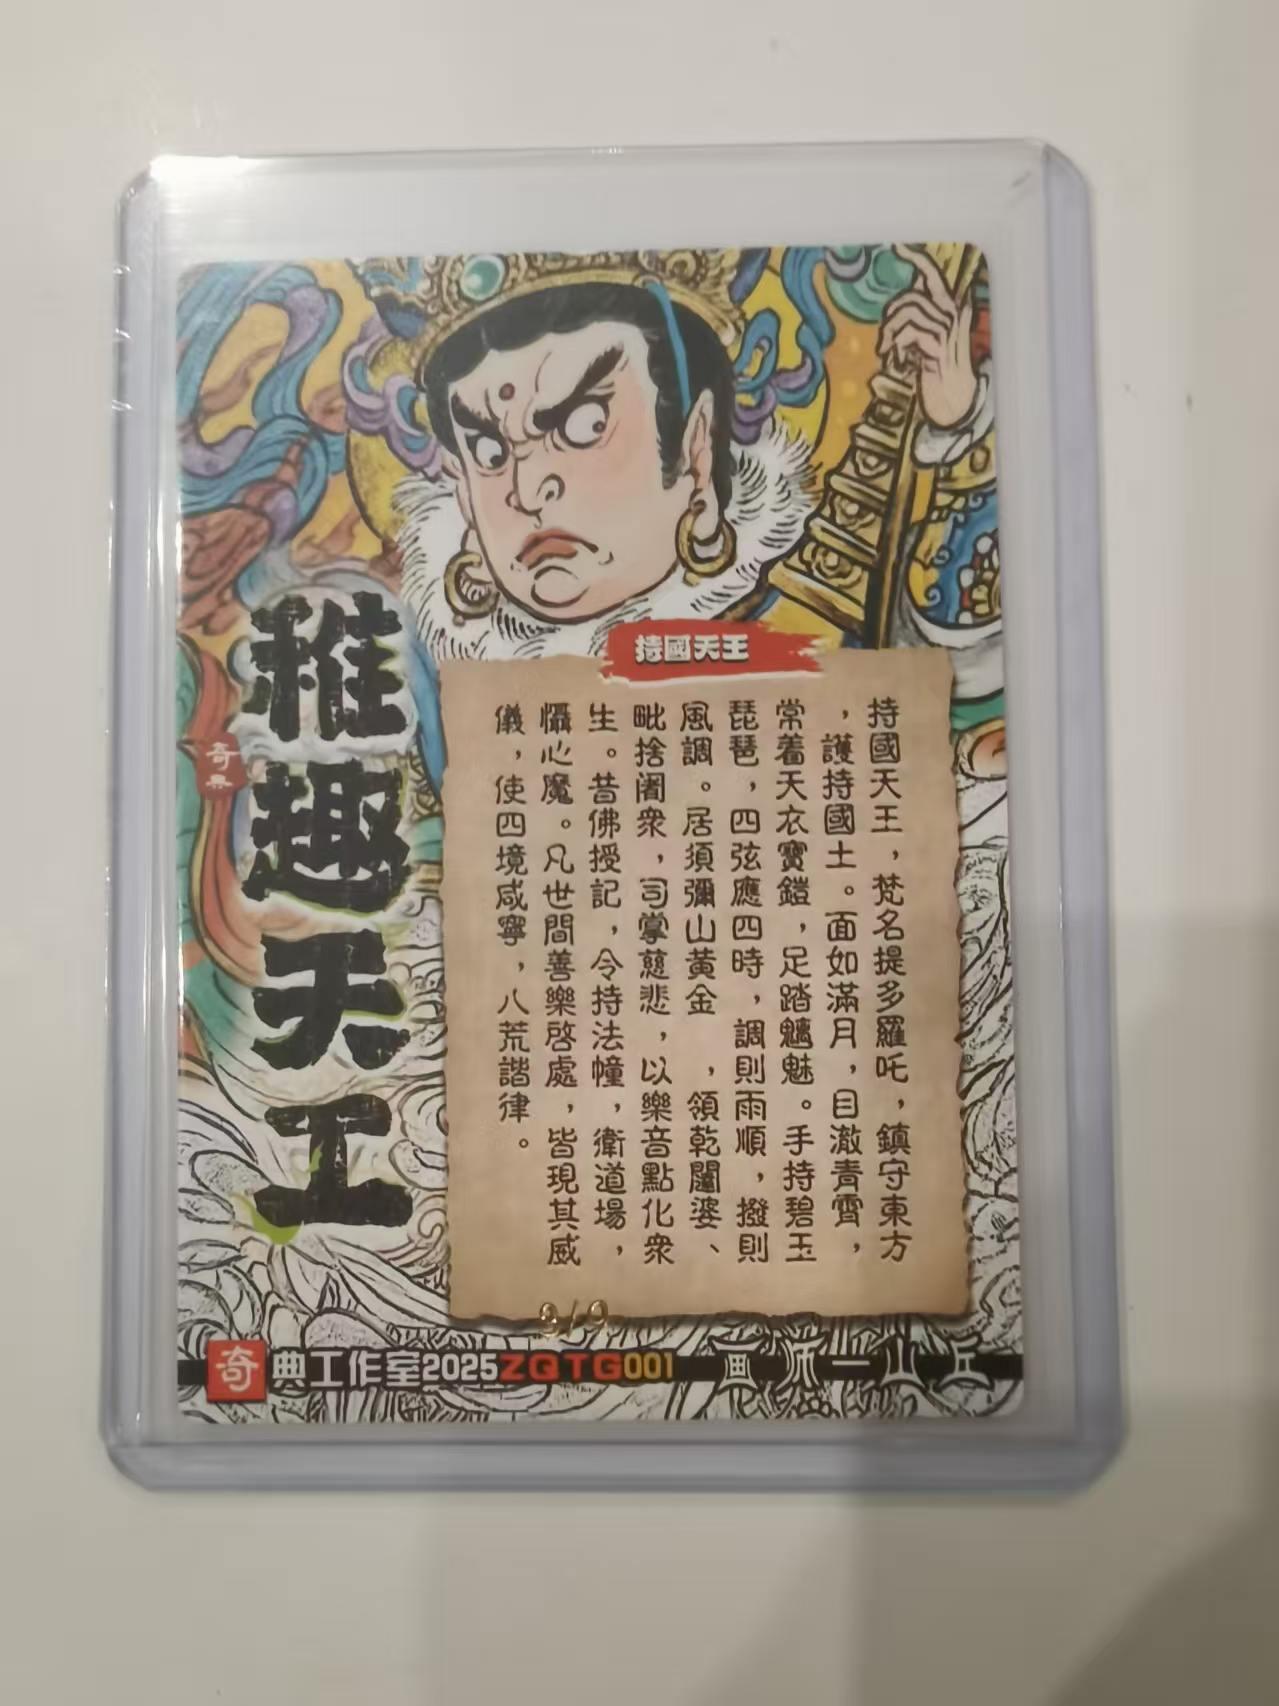 持國天王
持國天王，梵名提多羅吒，鎮守東方
，護持國土。面如滿月，目澈青霄，
常着天衣寶鎧，足踏魑魅。手持碧玉
琵琶，四弦應四時，調則雨順，撥則
風調。居須彌山黃金　，領乾闥婆、
毗捨闍衆，司掌慈悲，以樂音點化衆
生。昔佛授記，令持法幢，衛道場，
懾心魔。凡世間善樂啓處，皆現其威
儀，使四境咸寧，八荒諧律。
稚趣天王
奇典
9/9
奇典工作室2025ZQTG001
画师一山丘